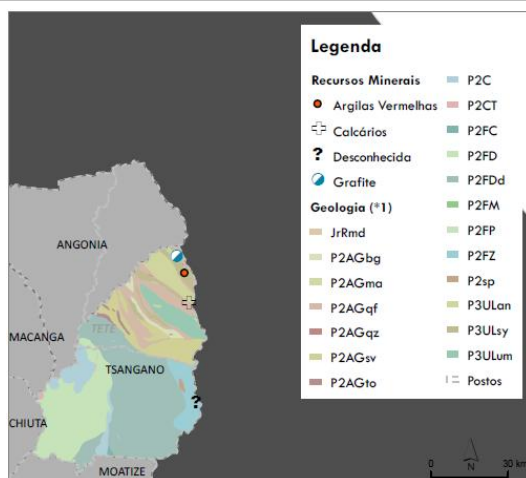 Legenda
Recursos Minerais
Argilas Vermelhas
Calcários
? Desconhecida
Grafite
Geologia (*1)
JrRmd
P2AGbg
P2AGma
P2AGqf
P2AGqz
P2AGsv
P2AGto
P2C
P2CT
P2FC
P2FD
P2FDd
P2FM
P2FP
P2FZ
P2sp
P3ULan
P3ULsy
P3ULum
Postos
ANGONIA
TETE
MACANGA
TSANGANO
?
CHIUTA
MOATIZE
N
0 30 km